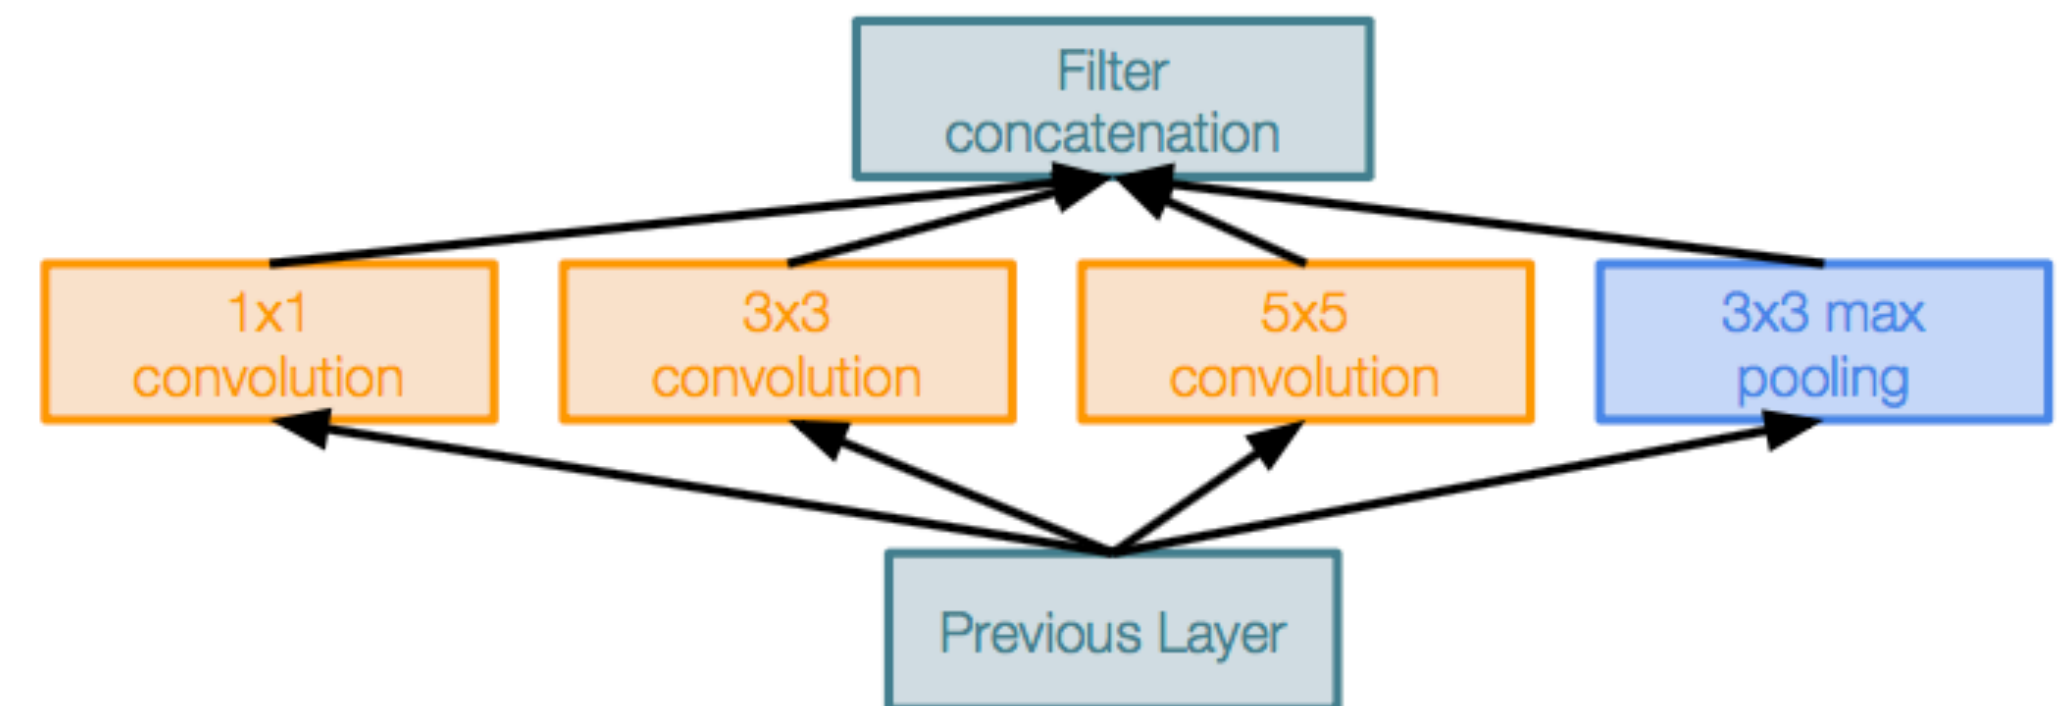 Filter
concatenation
1x1
convolution
3x3
convolution
5x5
convolution
3x3 max
pooling
Previous Layer